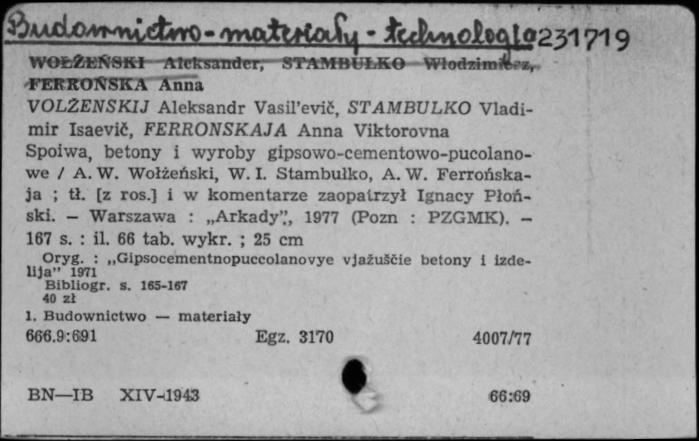 Budownictwo - materiały - technologia 231719
WOŁŻEŃSKI Aleksander, STAMBUŁKO Włodzimierz,
FERROŃSKA Anna
VOLŽENSKIJ Aleksandr Vasil'evič, STAMBULKO Vladi-
mir Isaevič, FERRONSKAJA Anna Viktorovna
Spoiwa, betony i wyroby gipsowo-cementowo-pucolano-
we / A. W. Wołżeński, W. I. Stambułko, A. W. Ferrońska-
ja ; tł. [z ros.] i w komentarze zaopatrzył Ignacy Płoń-
ski. — Warszawa : „Arkady”, 1977 (Pozn : PZGMK). —
167 s. : il. 66 tab. wykr. ; 25 cm
Oryg. : „Gipsocementnopuccolanovye vjažuščie betony i izde-
lija” 1971
Bibliogr. s. 165-167
40 zł
1. Budownictwo — materiały
666.9:691 Egz. 3170 4007/77
BN—IB XIV-1943 66:69